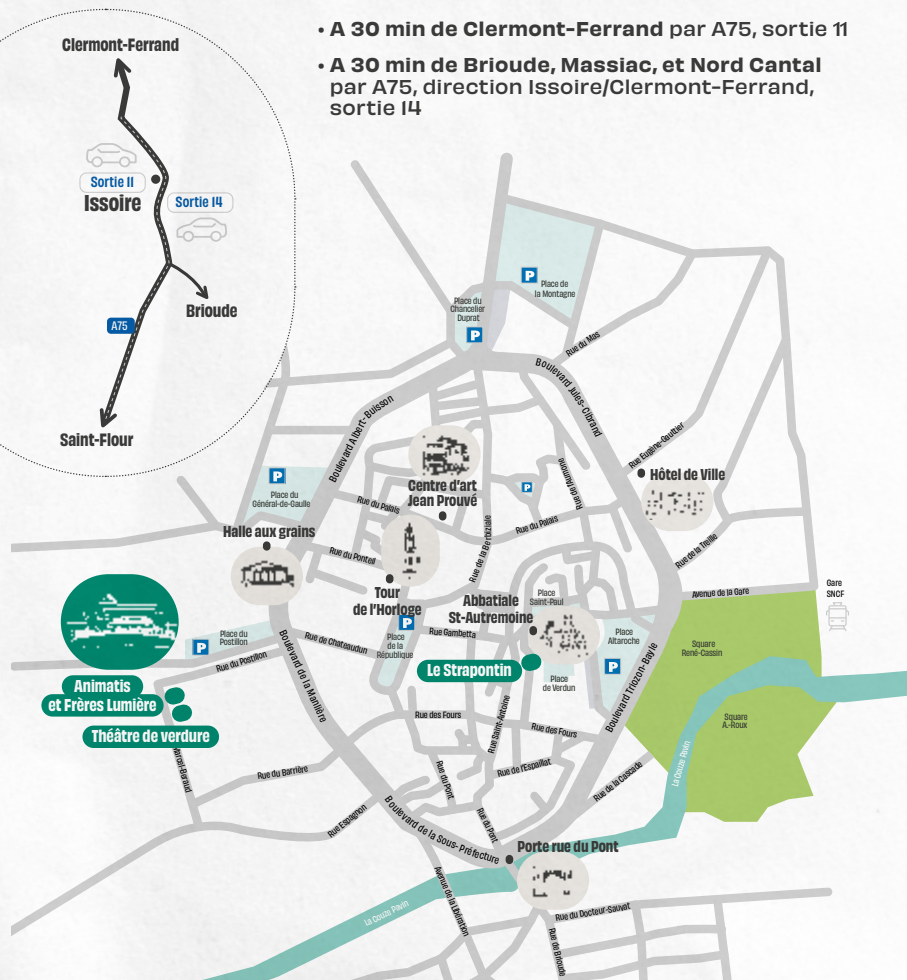 • A 30 min de Clermont-Ferrand par A75, sortie 11
• A 30 min de Brioude, Massiac, et Nord Cantal
par A75, direction Issoire/Clermont-Ferrand,
sortie 14
Clermont-Ferrand
Sortie 11
Issoire
Sortie 14
Brioude
A75
Saint-Flour
P
Place de
la Montagne
Place du
Chancelier
Duprat
P
Rue du Mas
Boulevard Jules-Cibrand
Boulevard Albert-Buisson
Rue Eugène-Gauttier
Hôtel de Ville
Centre d'art
Jean Prouvé
P
Place du
Général-de-Gaulle
P
Rue de l'Aumône
Rue du Palais
Rue du Palais
Halle aux grains
Rue du Ponteil
Rue de la Berbiziale
Rue de la Treille
Tour
de l'Horloge
Abbatiale
St-Autremoine
Place
Saint-Paul
Avenue de la Gare
Gare
SNCF
P
Place du
Postillon
Rue du Postillon
Boulevard de la Manlière
Rue de Chateaudun
P
Place
de la
République
Rue Gambetta
Place
Altaroche
P
Square
René-Cassin
Le Strapontin
Place
de Verdun
Boulevard Triozon-Bayle
Animatis
et Frères Lumière
Théâtre de verdure
Rue des Fours
Rue Saint-Antoine
Rue des Fours
Square
A.-Roux
La Couze Pavin
Marcel-Béraud
Rue du Barrière
Rue du Pont
Rue de l'Espaillat
Rue de la Cascade
Rue Espagnon
Boulevard de la Sous-Préfecture
Rue du Pont
Porte rue du Pont
Avenue de la Libération
La Couze Pavin
Rue du Docteur-Sauvat
Rue de Brioude